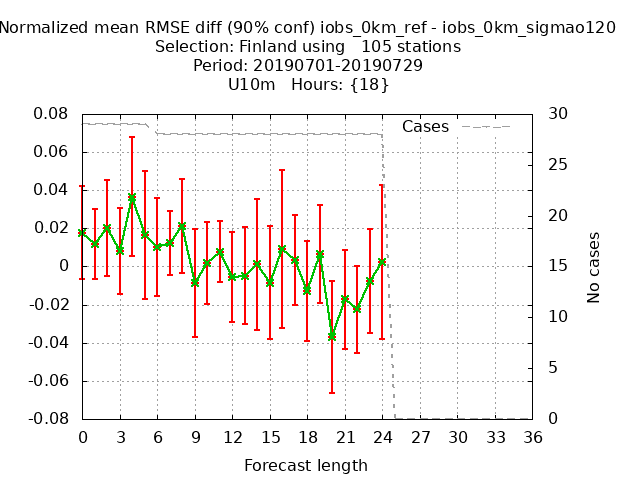 Normalized mean RMSE diff (90% conf) iobs_0km_ref - iobs_0km_sigmao120
Selection: Finland using   105 stations
Period: 20190701-20190729
U10m   Hours: {18}
Cases
0.08
0.06
0.04
0.02
0
-0.02
-0.04
-0.06
-0.08
30
25
20
15
10
5
0
No cases
0 3 6 9 12 15 18 21 24 27 30 33 36
Forecast length